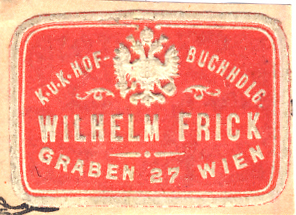 K.u.K. HOF- BUCHHDLG.
WILHELM FRICK
GRABEN 27 WIEN